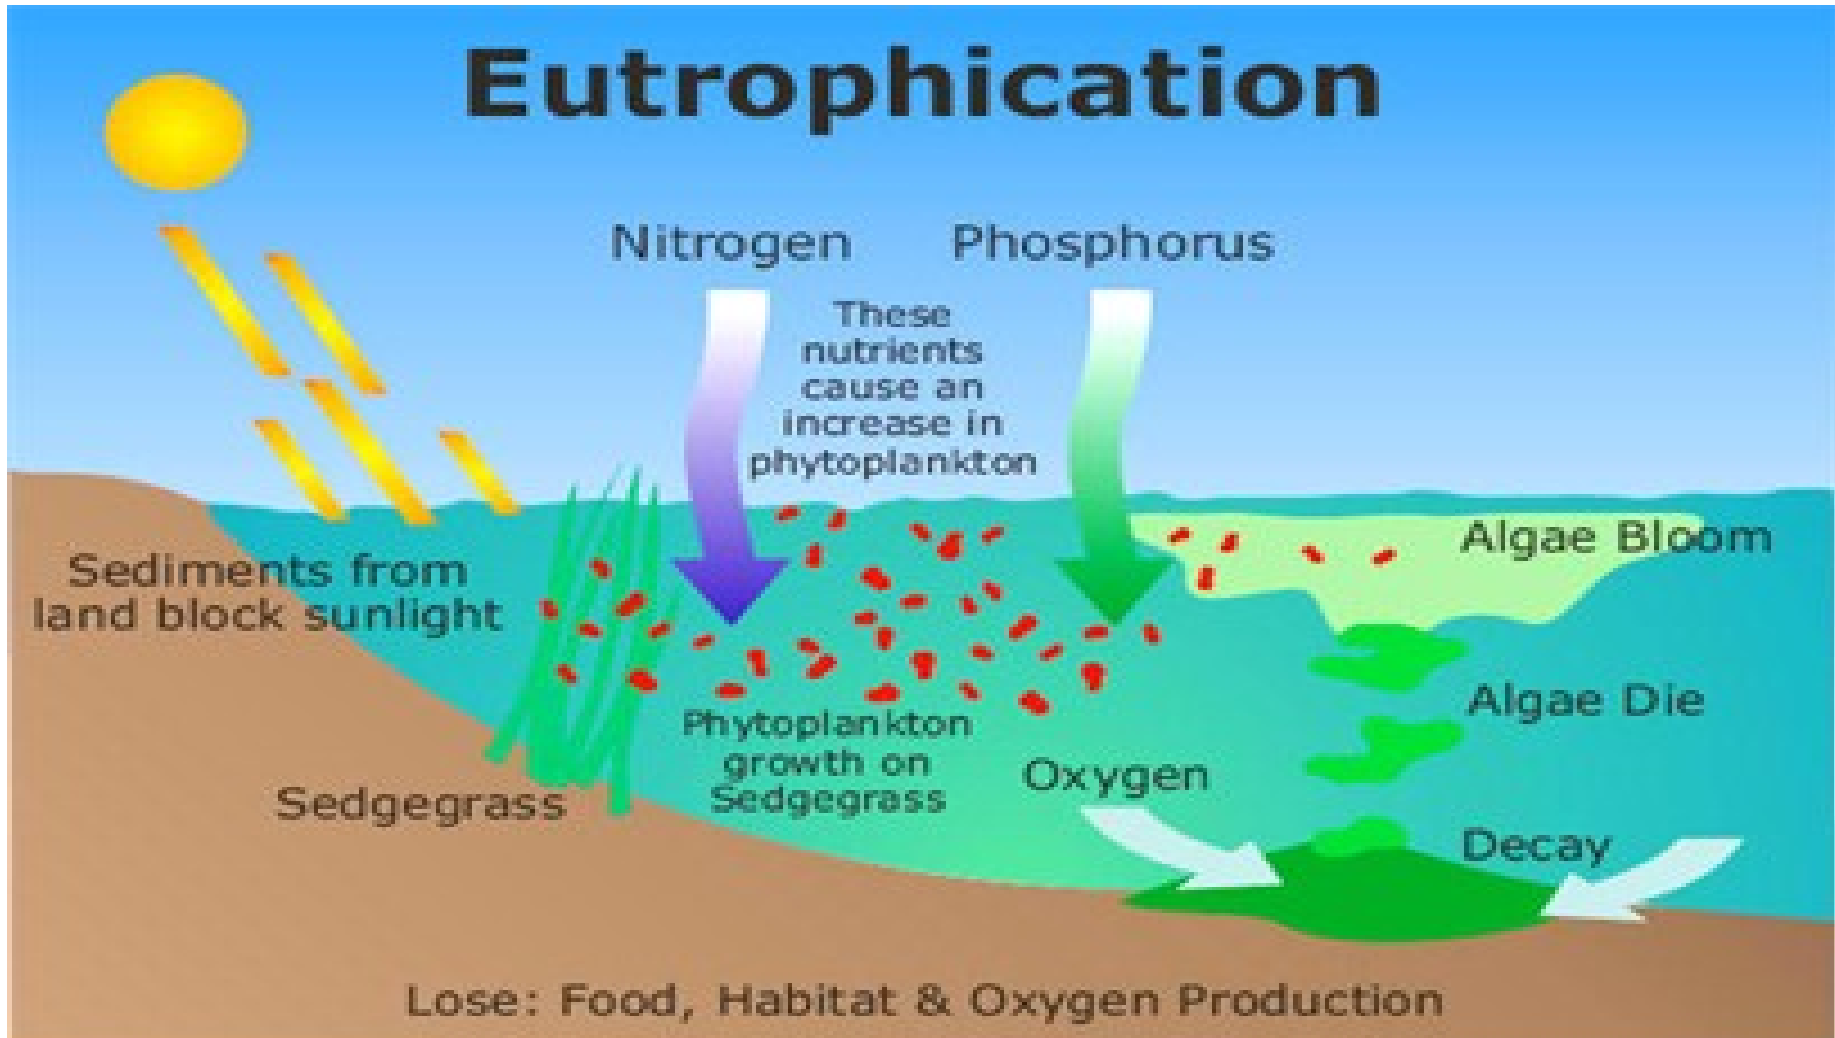 Eutrophication
Nitrogen
Phosphorus
These
nutrients
cause an
increase in
phytoplankton
Algae Bloom
Sediments from
land block sunlight
Algae Die
Phytoplankton
growth on
Sedgegrass
Oxygen
Sedgegrass
Decay
Lose: Food, Habitat & Oxygen Production